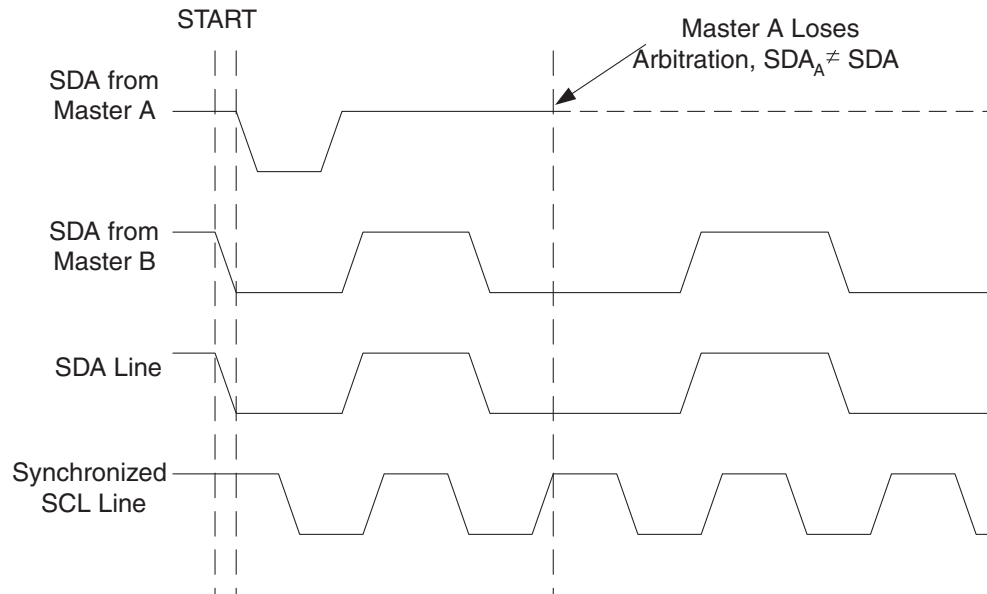 START
Master A Loses
Arbitration, SDA_A ≠ SDA
SDA from
Master A
SDA from
Master B
SDA Line
Synchronized
SCL Line